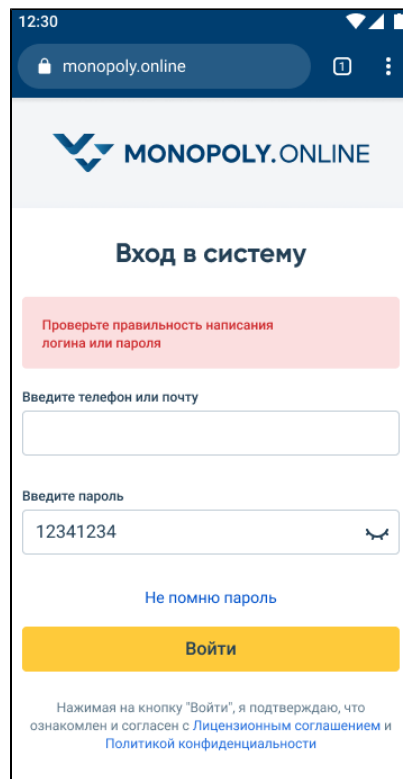 12:30
monopoly.online
1
MONOPOLY.ONLINE
Вход в систему
Проверьте правильность написания
логина или пароля
Введите телефон или почту
Введите пароль
12341234
Не помню пароль
Войти
Нажимая на кнопку "Войти", я подтверждаю, что
ознакомлен и согласен с Лицензионным соглашением и
Политикой конфиденциальности